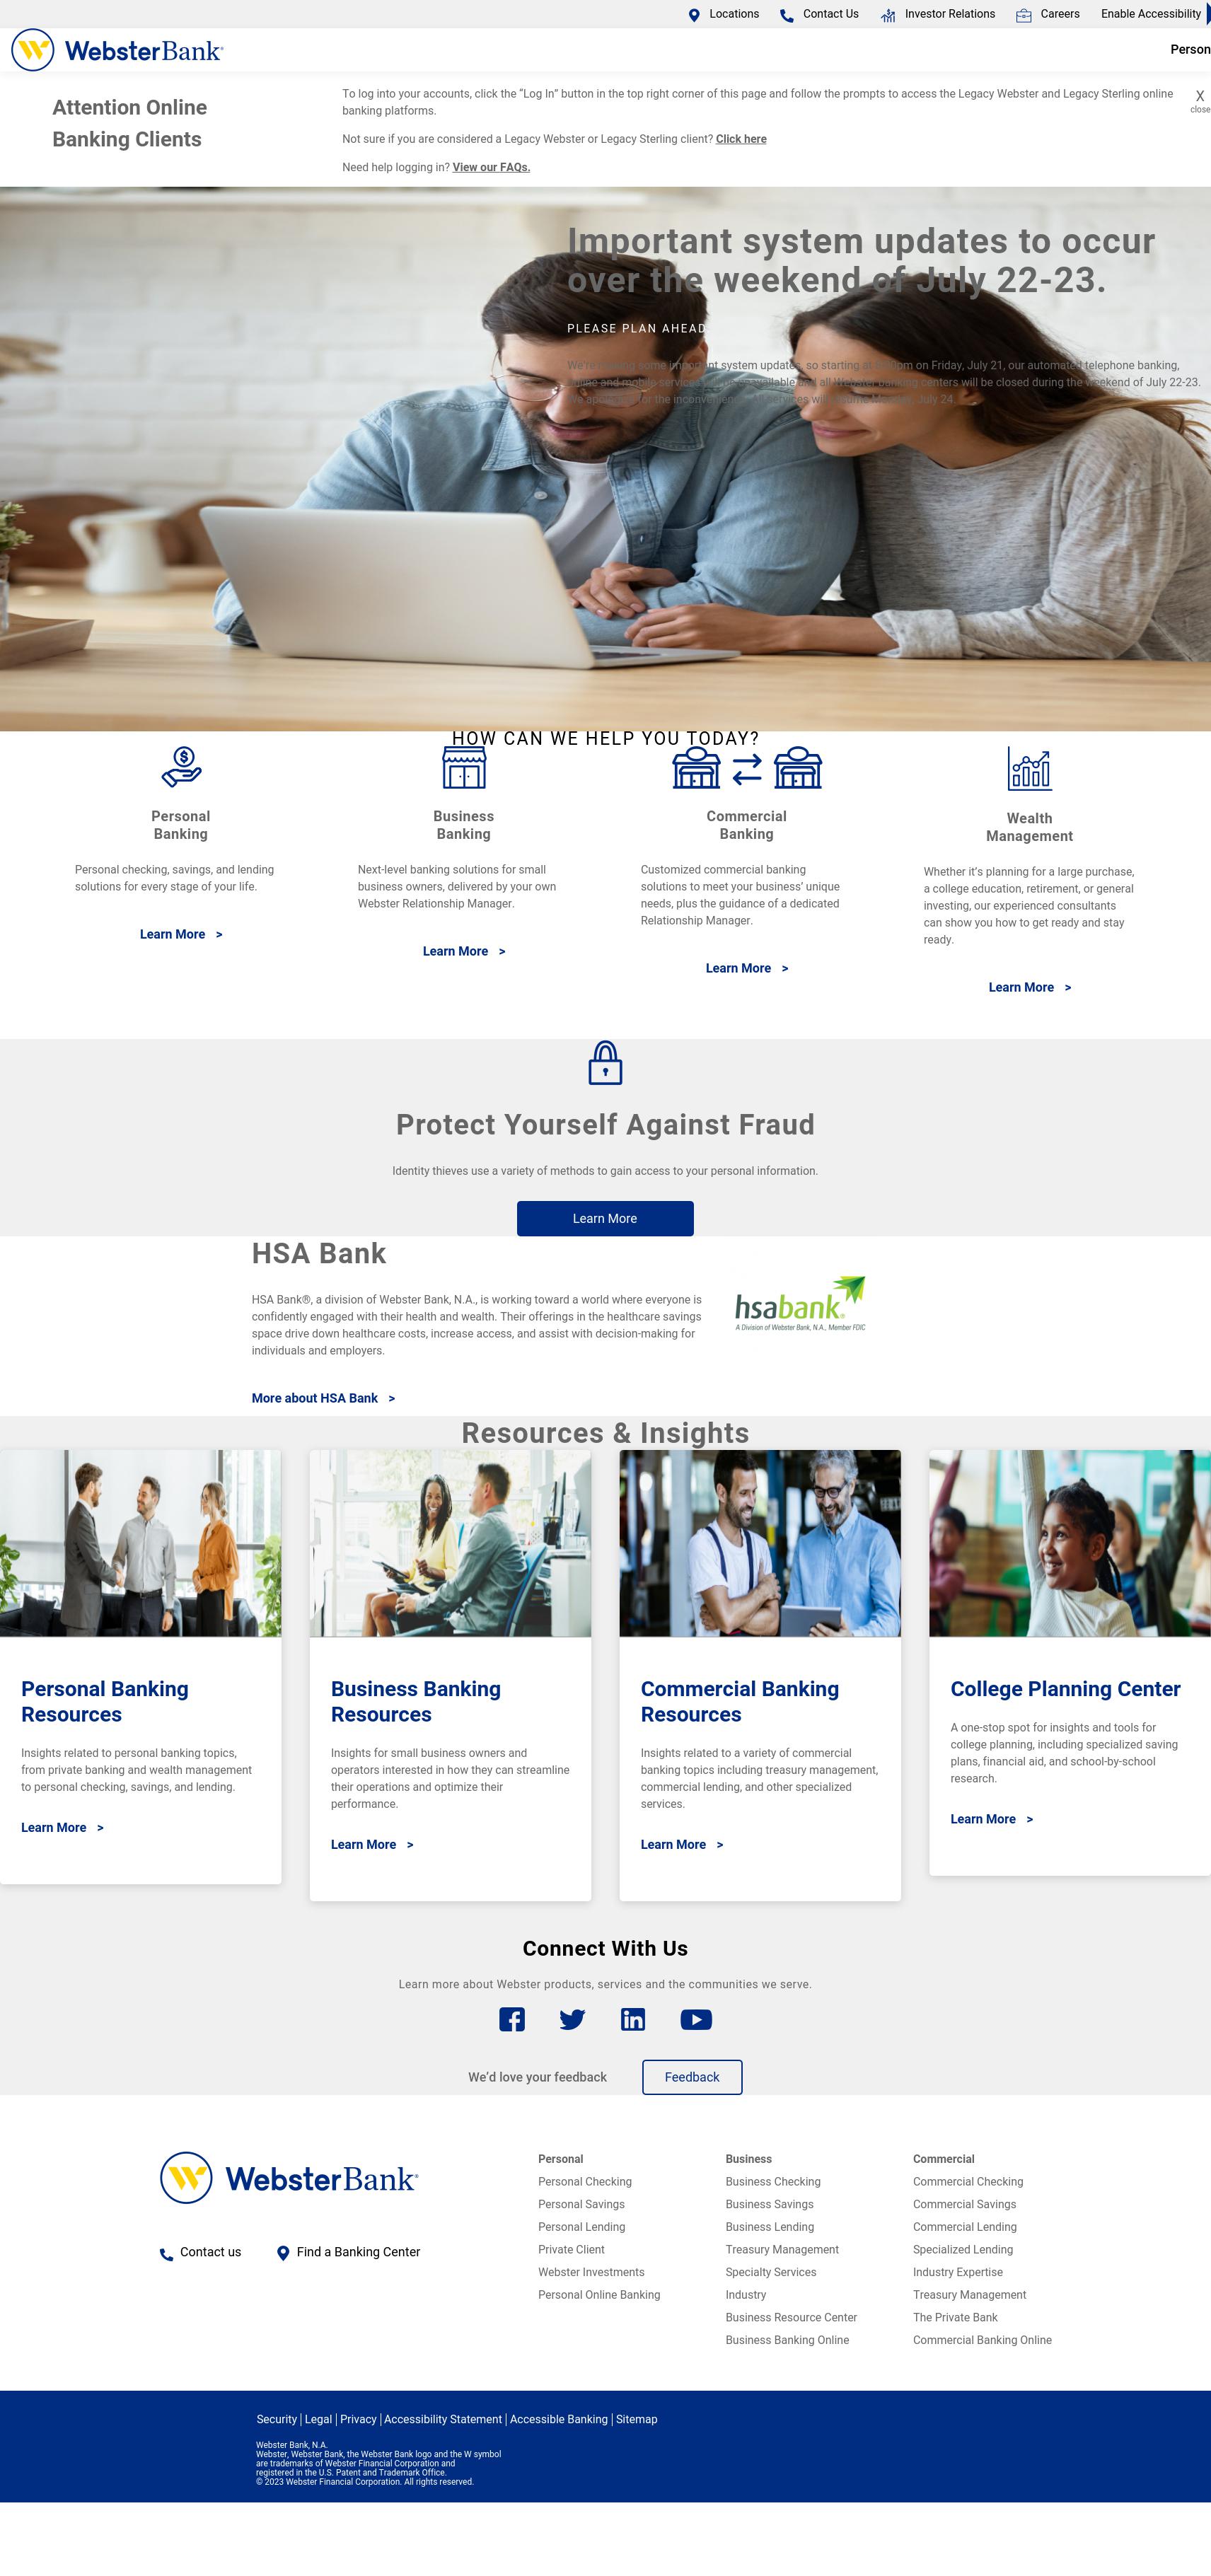 Locations Contact Us Investor Relations Careers Enable Accessibility
WebsterBank®
Person
Attention Online
Banking Clients
To log into your accounts, click the “Log In” button in the top right corner of this page and follow the prompts to access the Legacy Webster and Legacy Sterling online
banking platforms.
Not sure if you are considered a Legacy Webster or Legacy Sterling client? Click here
Need help logging in? View our FAQs.
X
close
Important system updates to occur
over the weekend of July 22-23.
PLEASE PLAN AHEAD
some important system updates, so starting at on Friday, July 21, our automated telephone banking,
online and mobile services available and all Webster banking centers will be closed during the weekend of July 22-23.
We apologize for the inconvenience. services will resume Monday, July 24.
HOW CAN WE HELP YOU TODAY?
Personal
Banking
Personal checking, savings, and lending
solutions for every stage of your life.
Learn More >
Business
Banking
Next-level banking solutions for small
business owners, delivered by your own
Webster Relationship Manager.
Learn More >
Commercial
Banking
Customized commercial banking
solutions to meet your business’ unique
needs, plus the guidance of a dedicated
Relationship Manager.
Learn More >
Wealth
Management
Whether it’s planning for a large purchase,
a college education, retirement, or general
investing, our experienced consultants
can show you how to get ready and stay
ready.
Learn More >
Protect Yourself Against Fraud
Identity thieves use a variety of methods to gain access to your personal information.
Learn More
HSA Bank
HSA Bank®, a division of Webster Bank, N.A., is working toward a world where everyone is
confidently engaged with their health and wealth. Their offerings in the healthcare savings
space drive down healthcare costs, increase access, and assist with decision-making for
individuals and employers.
More about HSA Bank >
hsabank®
A Division of Webster Bank, N.A., Member FDIC
Resources & Insights
Personal Banking
Resources
Insights related to personal banking topics,
from private banking and wealth management
to personal checking, savings, and lending.
Learn More >
Business Banking
Resources
Insights for small business owners and
operators interested in how they can streamline
their operations and optimize their
performance.
Learn More >
Commercial Banking
Resources
Insights related to a variety of commercial
banking topics including treasury management,
commercial lending, and other specialized
services.
Learn More >
College Planning Center
A one-stop spot for insights and tools for
college planning, including specialized saving
plans, financial aid, and school-by-school
research.
Learn More >
Connect With Us
Learn more about Webster products, services and the communities we serve.
We’d love your feedback
Feedback
WebsterBank®
Contact us Find a Banking Center
Personal
Personal Checking
Personal Savings
Personal Lending
Private Client
Webster Investments
Personal Online Banking
Business
Business Checking
Business Savings
Business Lending
Treasury Management
Specialty Services
Industry
Business Resource Center
Business Banking Online
Commercial
Commercial Checking
Commercial Savings
Commercial Lending
Specialized Lending
Industry Expertise
Treasury Management
The Private Bank
Commercial Banking Online
Security | Legal | Privacy | Accessibility Statement | Accessible Banking | Sitemap
Webster Bank, N.A.
Webster, Webster Bank, the Webster Bank logo and the W symbol
are trademarks of Webster Financial Corporation and
registered in the U.S. Patent and Trademark Office.
© 2023 Webster Financial Corporation. All rights reserved.